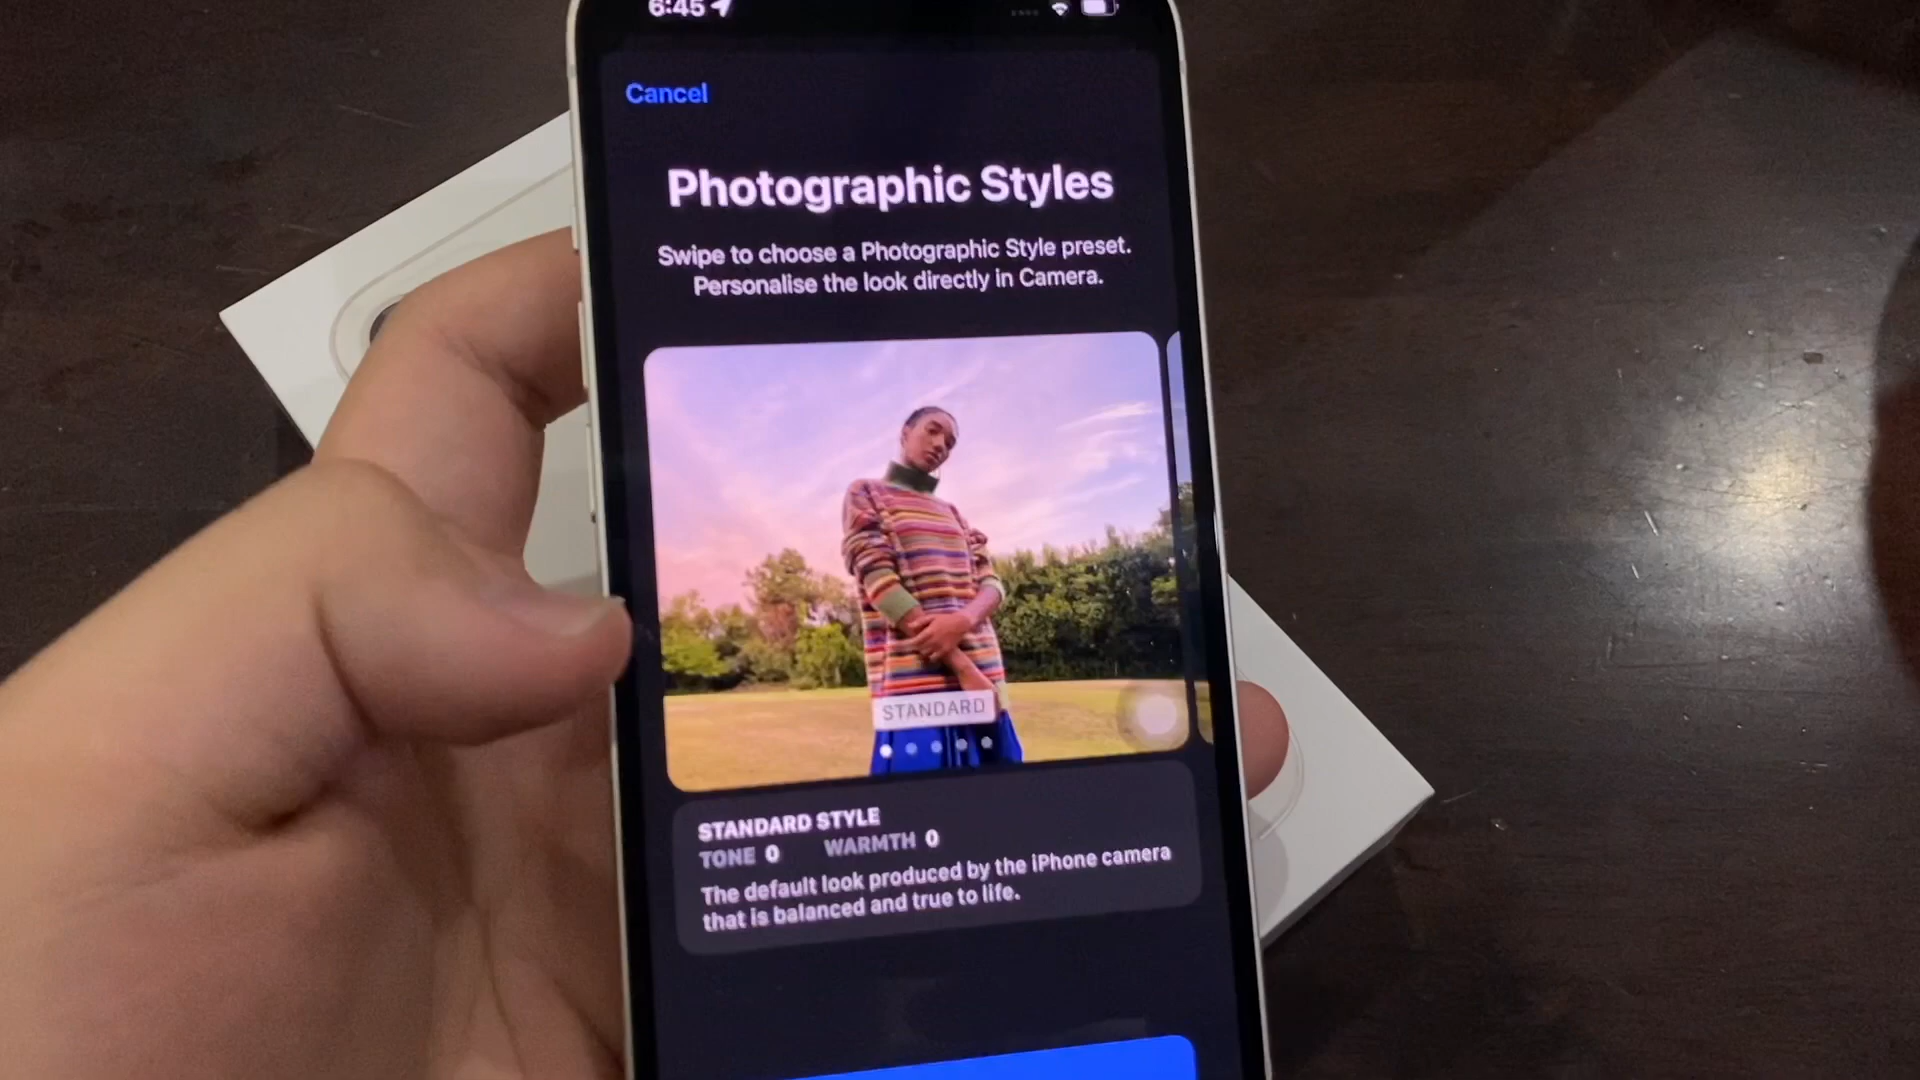 6:45
Cancel
Photographic Styles
Swipe to choose a Photographic Style preset.
Personalise the look directly in Camera.
STANDARD
STANDARD STYLE
TONE 0 WARMTH 0
The default look produced by the iPhone camera
that is balanced and true to life.